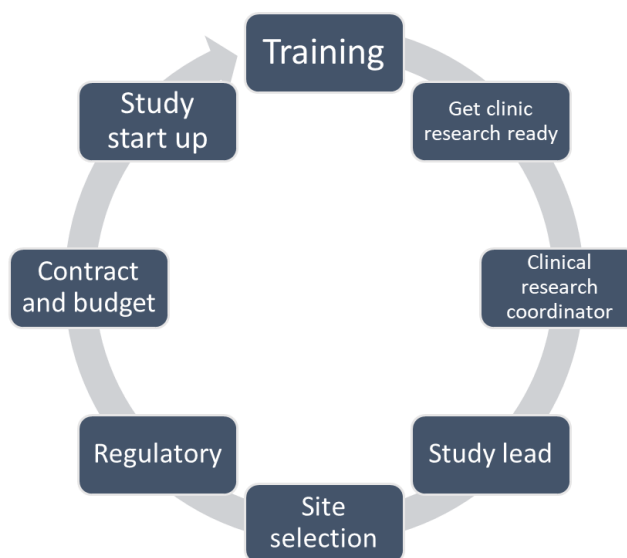 Training
Get clinic
research ready
Clinical
research
coordinator
Study lead
Site
selection
Regulatory
Contract
and budget
Study
start up